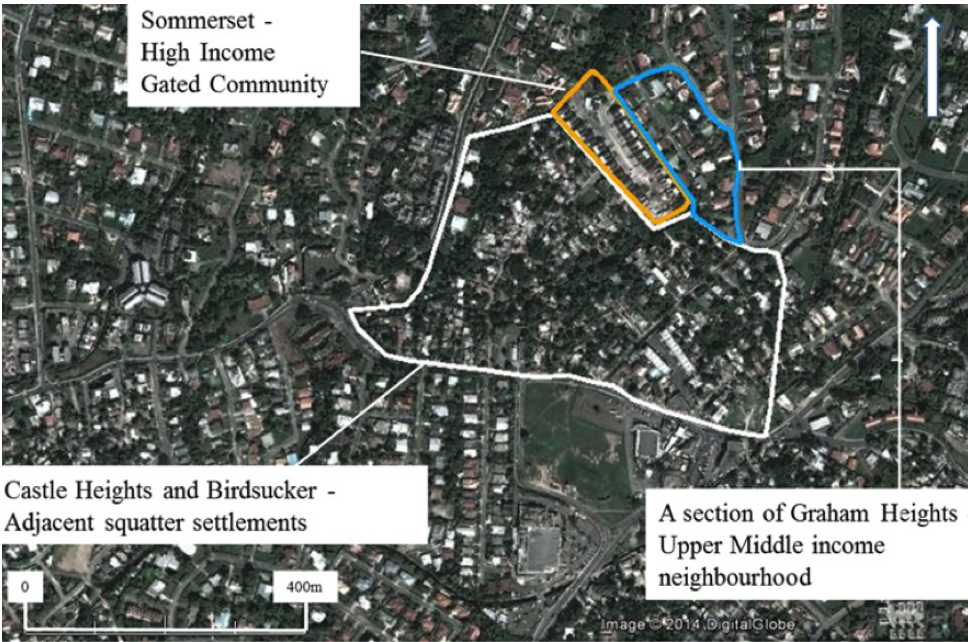 Sommerset -
High Income
Gated Community
Castle Heights and Birdsucker -
Adjacent squatter settlements
A section of Graham Heights
Upper Middle income
neighbourhood
0 400m
Image © 2014 DigitalGlobe